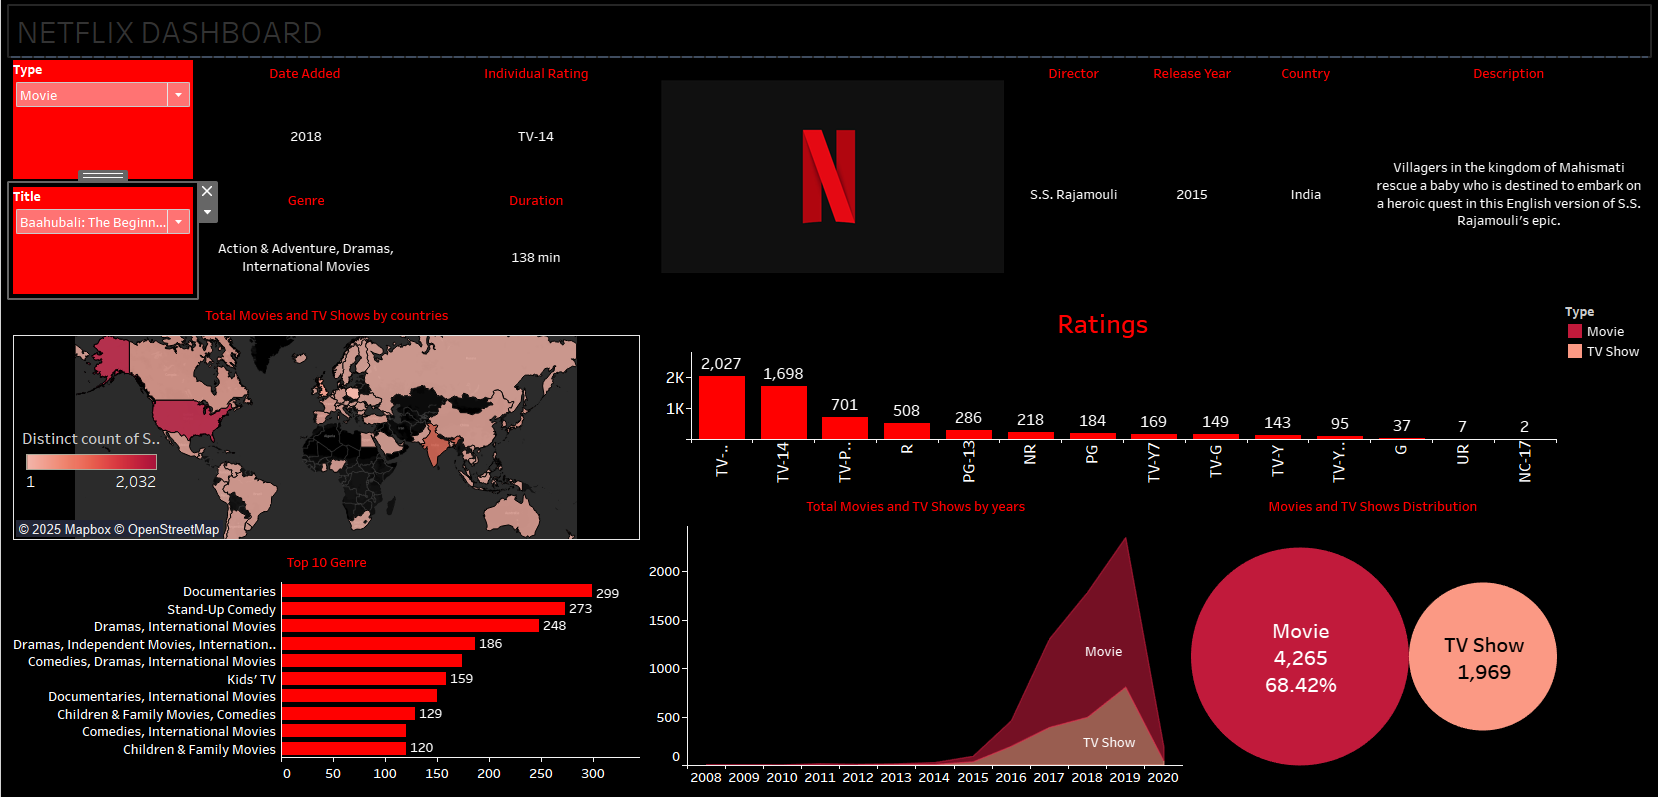 NETFLIX DASHBOARD
Type
Movie
Title
Baahubali: The Beginn...
Date Added
2018
Individual Rating
TV-14
Genre
Action & Adventure, Dramas,
International Movies
Duration
138 min
N
Director
S.S. Rajamouli
Release Year
2015
Country
India
Description
Villagers in the kingdom of Mahismati
rescue a baby who is destined to embark on
a heroic quest in this English version of S.S.
Rajamouli's epic.
Total Movies and TV Shows by countries
Distinct count of S..
1 2,032
© 2025 Mapbox © OpenStreetMap
Ratings
Type
Movie
TV Show
2K
1K
2,027 1,698 701 508 286 218 184 169 149 143 95 37 7 2
TV-.. TV-14 TV-P.. R PG-13 NR PG TV-Y7 TV-G TV-Y TV-Y.. G UR NC-17
Top 10 Genre
Documentaries 299
Stand-Up Comedy 273
Dramas, International Movies 248
Dramas, Independent Movies, Internation.. 186
Comedies, Dramas, International Movies
Kids' TV 159
Documentaries, International Movies
Children & Family Movies, Comedies 129
Comedies, International Movies
Children & Family Movies 120
0 50 100 150 200 250 300
Total Movies and TV Shows by years
2000
1500
1000
500
0
Movie
TV Show
2008 2009 2010 2011 2012 2013 2014 2015 2016 2017 2018 2019 2020
Movies and TV Shows Distribution
Movie
4,265
68.42%
TV Show
1,969